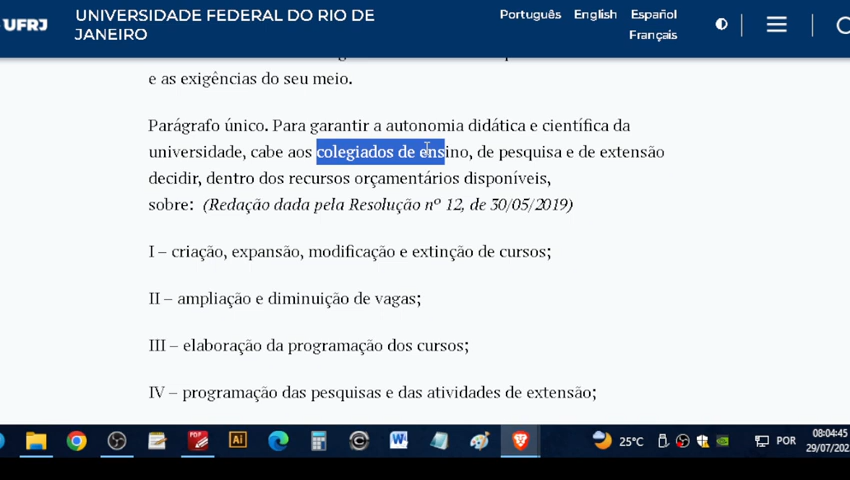 UFRJ
UNIVERSIDADE FEDERAL DO RIO DE
JANEIRO
Português English Español
Français
e as exigências do seu meio.
Parágrafo único. Para garantir a autonomia didática e científica da
universidade, cabe aos colegiados de ensino, de pesquisa e de extensão
decidir, dentro dos recursos orçamentários disponíveis,
sobre: (Redação dada pela Resolução nº 12, de 30/05/2019)
I – criação, expansão, modificação e extinção de cursos;
II – ampliação e diminuição de vagas;
III – elaboração da programação dos cursos;
IV – programação das pesquisas e das atividades de extensão;
PDF
Ai
W
25°C
POR
08:04:45
29/07/202